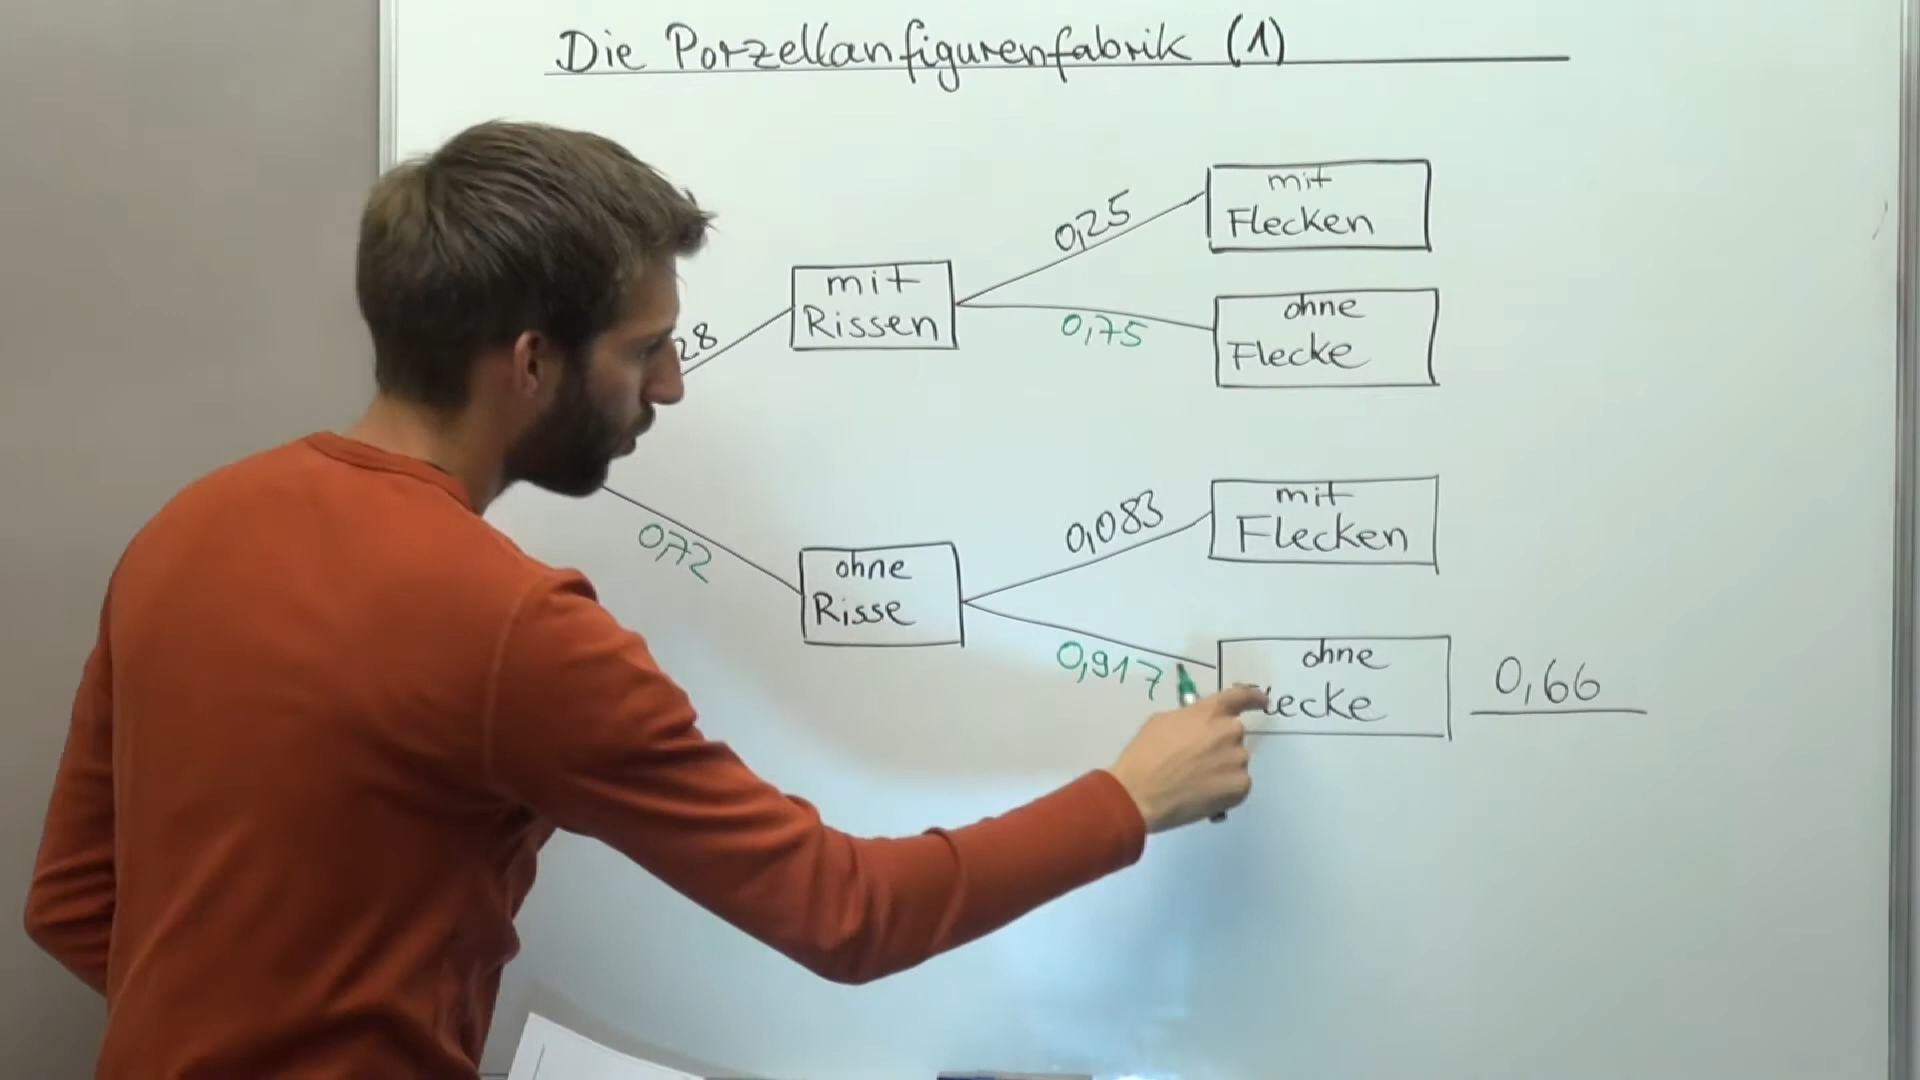 Die Porzellanfigurenfabrik (1)
mit
Flecken
0,25
mit
Rissen
ohne
Flecke
0,75
28
mit
Flecken
0,083
0,72
ohne
Risse
ohne
Flecke
0,917
0,66